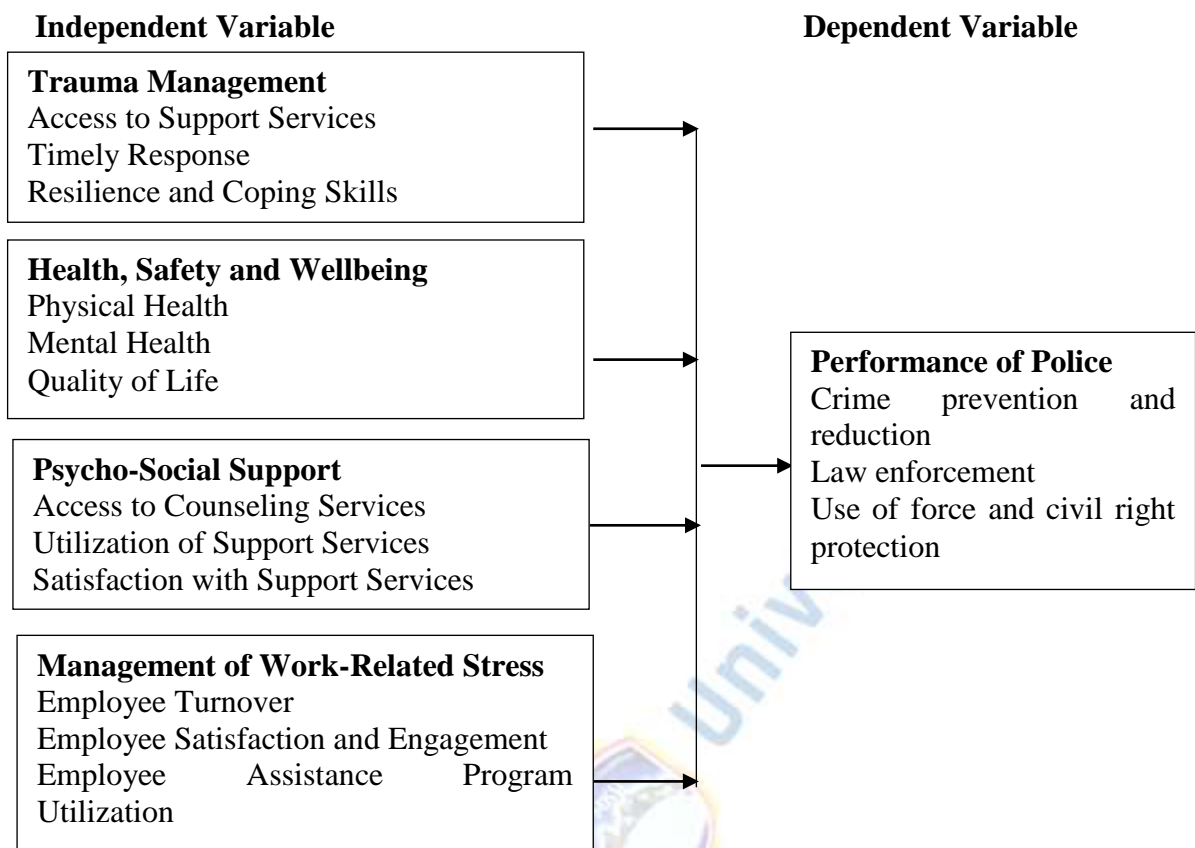 Independent Variable
Dependent Variable
Trauma Management
Access to Support Services
Timely Response
Resilience and Coping Skills
Health, Safety and Wellbeing
Physical Health
Mental Health
Quality of Life
Psycho-Social Support
Access to Counseling Services
Utilization of Support Services
Satisfaction with Support Services
Management of Work-Related Stress
Employee Turnover
Employee Satisfaction and Engagement
Employee Assistance Program
Utilization
Performance of Police
Crime prevention and
reduction
Law enforcement
Use of force and civil right
protection
Univ